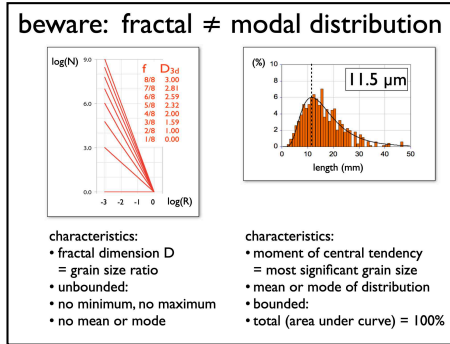 beware: fractal ≠ modal distribution
log(N)
9.0
6.0
3.0
0.0
f D3d
8/8 3.00
7/8 2.81
6/8 2.59
5/8 2.32
4/8 2.00
3/8 1.59
2/8 1.00
1/8 0.00
log(R)
-3 -2 -1 0
(%)
10
8
6
4
2
0
11.5 µm
0 10 20 30 40 50
length (mm)
characteristics:
• fractal dimension D
= grain size ratio
• unbounded:
• no minimum, no maximum
• no mean or mode
characteristics:
• moment of central tendency
= most significant grain size
• mean or mode of distribution
• bounded:
• total (area under curve) = 100%